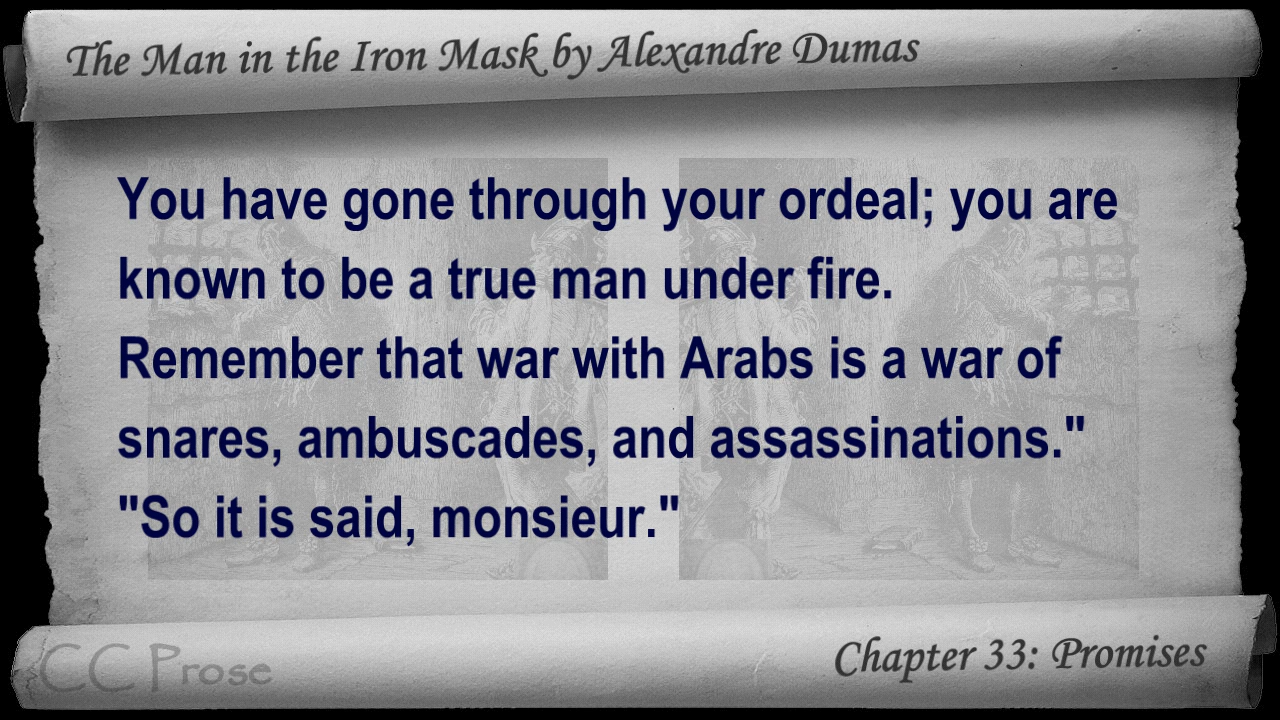 The Man in the Iron Mask by Alexandre Dumas
You have gone through your ordeal; you are
known to be a true man under fire.
Remember that war with Arabs is a war of
snares, ambuscades, and assassinations."
"So it is said, monsieur."
CC Prose
Chapter 33: Promises